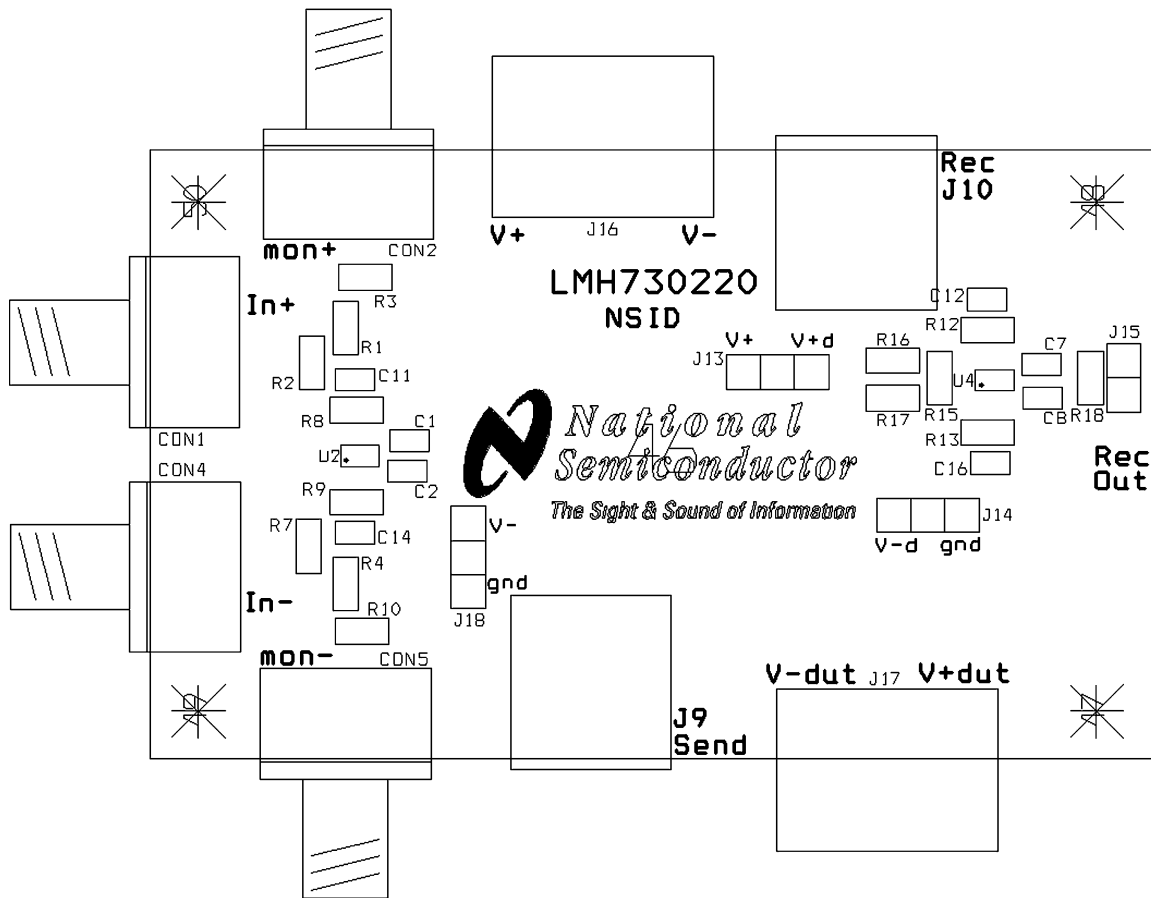 Rec
J10
mon+
CON2
V+
J16
V-
LMH730220
NSID
In+
R3
R1
R2
C11
R8
C1
CON1
U2
C2
CON4
R9
R7
C14
R4
In-
R10
mon-
CON5
V-
gnd
J18
National
Semiconductor
The Sight & Sound of Information
J13
V+
V+d
C12
R12
R16
R17
R15
U4
C7
C8
R18
J15
R13
C16
Rec
Out
J14
V-d
gnd
J9
Send
V-dut
J17
V+dut